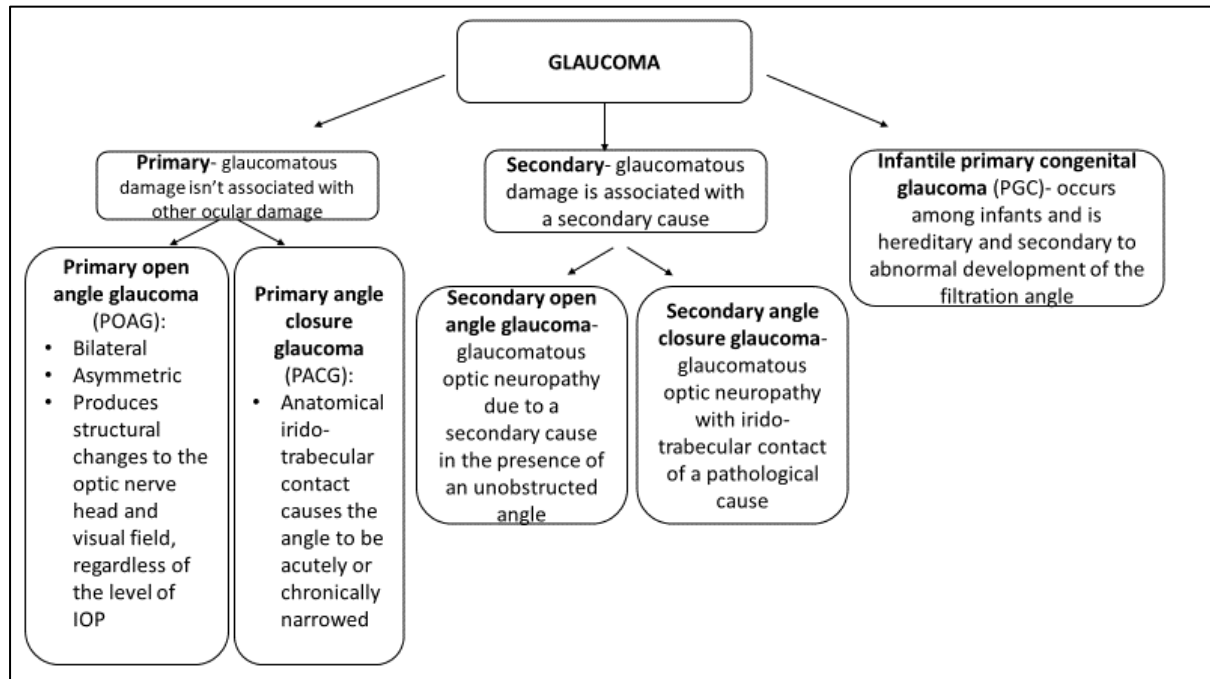 GLAUCOMA
Primary- glaucomatous
damage isn't associated with
other ocular damage
Secondary- glaucomatous
damage is associated with
a secondary cause
Infantile primary congenital
glaucoma (PGC)- occurs
among infants and is
hereditary and secondary to
abnormal development of the
filtration angle
Primary open
angle glaucoma
(POAG):
• Bilateral
• Asymmetric
• Produces
structural
changes to the
optic nerve
head and
visual field,
regardless of
the level of
IOP
Primary angle
closure
glaucoma
(PACG):
• Anatomical
irido-
trabecular
contact
causes the
angle to be
acutely or
chronically
narrowed
Secondary open
angle glaucoma-
glaucomatous
optic neuropathy
due to a
secondary cause
in the presence of
an unobstructed
angle
Secondary angle
closure glaucoma-
glaucomatous
optic neuropathy
with irido-
trabecular contact
of a pathological
cause